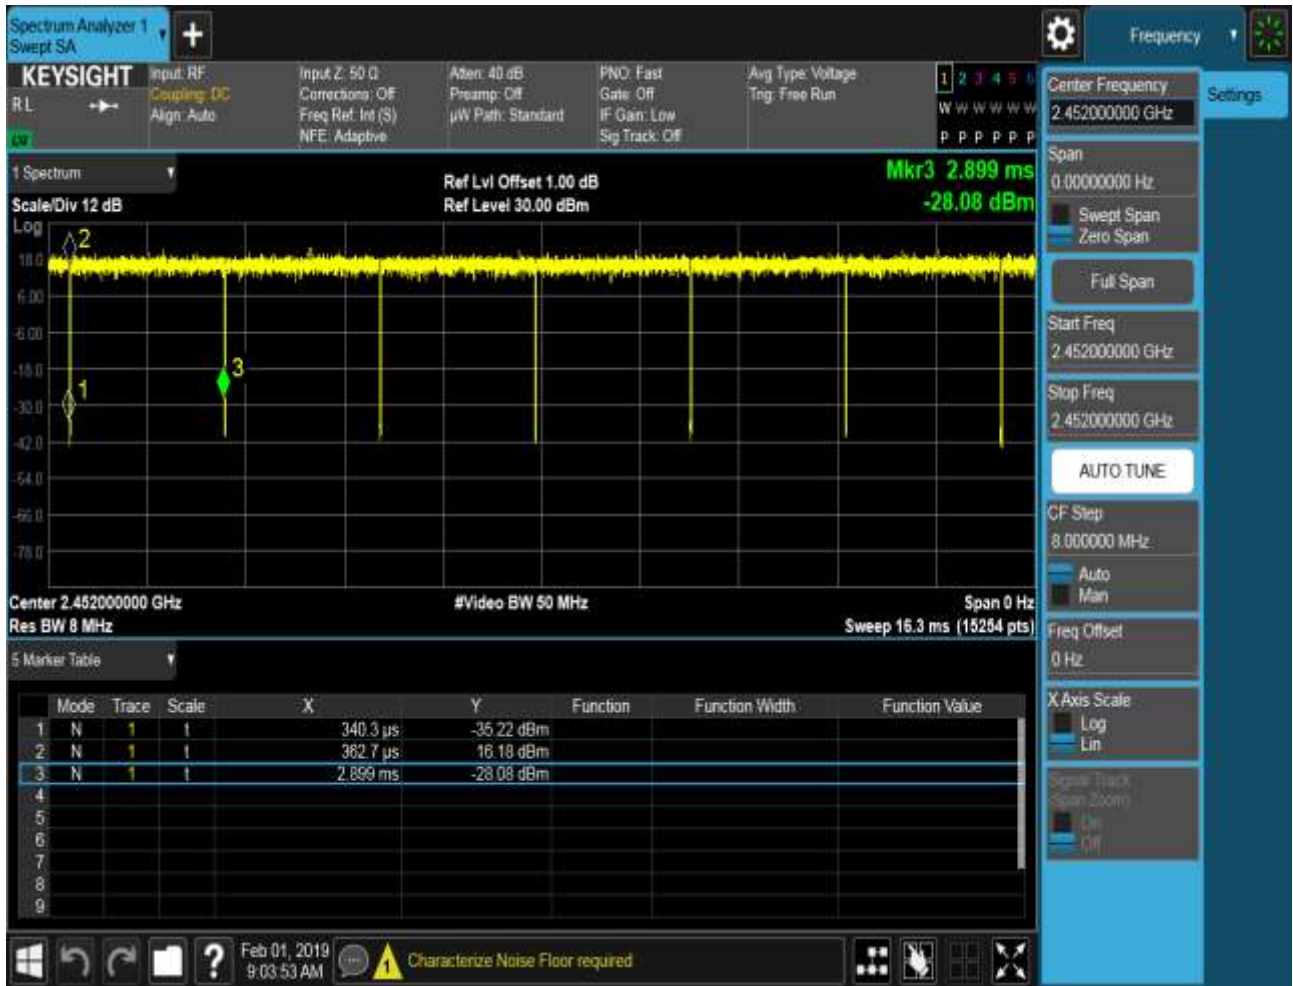 Spectrum Analyzer 1
Swept SA
+
Frequency
KEYSIGHT
RL
Input: RF
Coupling: DC
Align: Auto
Input Z: 50 Ω
Corrections: Off
Freq Ref: Int (S)
NFE: Adaptive
Atten: 40 dB
Preamp: Off
µW Path: Standard
PNO: Fast
Gate: Off
IF Gain: Low
Sig Track: Off
Avg Type: Voltage
Trig: Free Run
1 2 3 4 5 6
W W W W W W
P P P P P P
1 Spectrum
Scale/Div 12 dB
Ref Lvl Offset 1.00 dB
Ref Level 30.00 dBm
Mkr3 2.899 ms
-28.08 dBm
Log
18.0
6.00
-6.00
-18.0
-30.0
-42.0
-54.0
-66.0
-78.0
2
1
3
Center 2.452000000 GHz
Res BW 8 MHz
#Video BW 50 MHz
Span 0 Hz
Sweep 16.3 ms (15254 pts)
5 Marker Table
Mode Trace Scale X Y Function Function Width Function Value
1 N 1 t 340.3 µs -35.22 dBm
2 N 1 t 362.7 µs 16.18 dBm
3 N 1 t 2.899 ms -28.08 dBm
4
5
6
7
8
9
Feb 01, 2019
9:03:53 AM
1
Characterize Noise Floor required
?
Center Frequency
2.452000000 GHz
Settings
Span
0.00000000 Hz
Swept Span
Zero Span
Full Span
Start Freq
2.452000000 GHz
Stop Freq
2.452000000 GHz
AUTO TUNE
CF Step
8.000000 MHz
Auto
Man
Freq Offset
0 Hz
X Axis Scale
Log
Lin
Signal Track
(Span Zoom)
On
Off